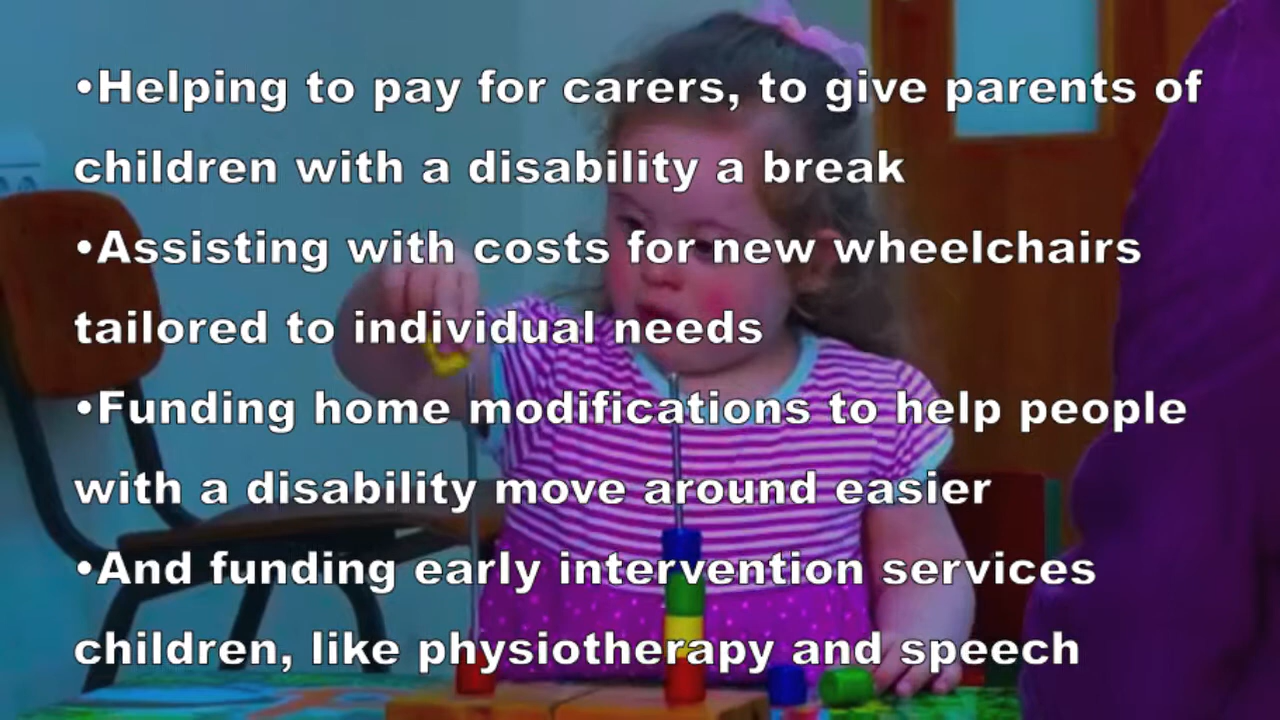 •Helping to pay for carers, to give parents of
children with a disability a break
•Assisting with costs for new wheelchairs
tailored to individual needs
•Funding home modifications to help people
with a disability move around easier
•And funding early intervention services
children, like physiotherapy and speech